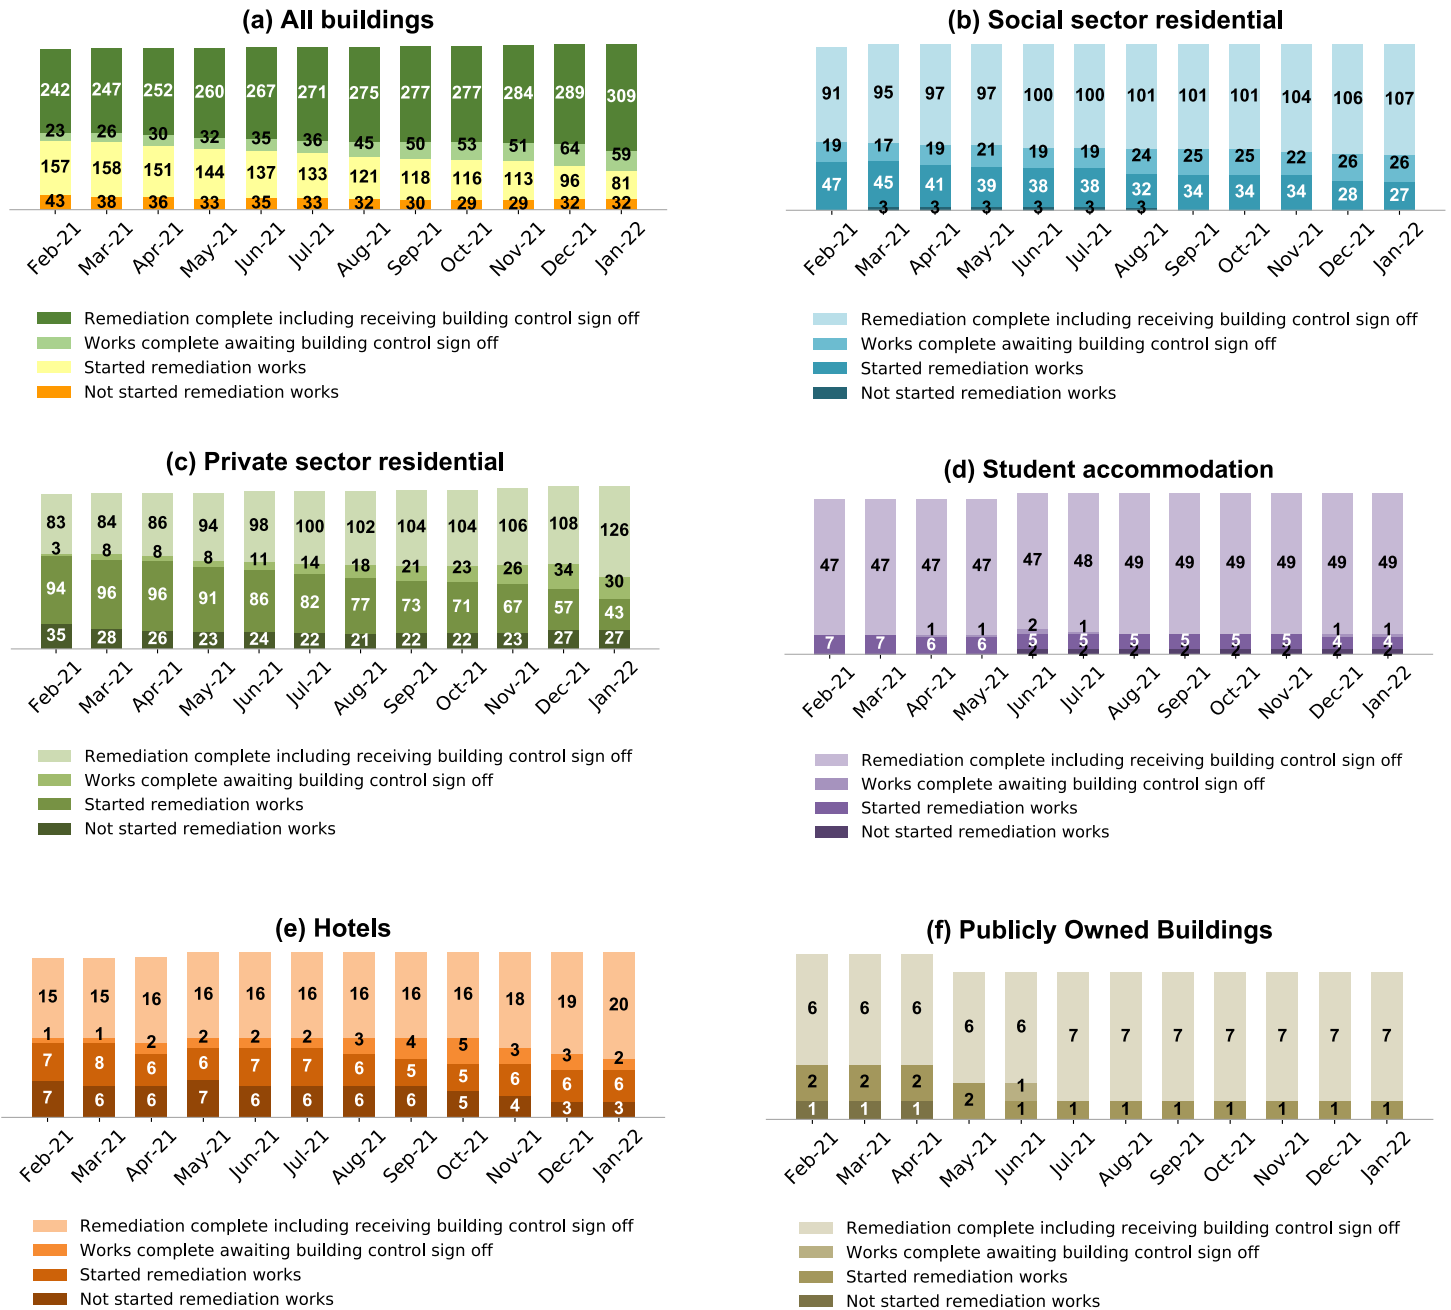 (a) All buildings
242 247 252 260 267 271 275 277 277 284 289 309
23 26 30 32 35 36 45 50 53 51 64 59
157 158 151 144 137 133 121 118 116 113 96 81
43 38 36 33 35 33 32 30 29 29 32 32
Feb-21 Mar-21 Apr-21 May-21 Jun-21 Jul-21 Aug-21 Sep-21 Oct-21 Nov-21 Dec-21 Jan-22
Remediation complete including receiving building control sign off
Works complete awaiting building control sign off
Started remediation works
Not started remediation works
(b) Social sector residential
91 95 97 97 100 100 101 101 101 104 106 107
19 17 19 21 19 19 24 25 25 22 26 26
47 45 41 39 38 38 32 34 34 34 28 27
3 3 3 3 3 3
Feb-21 Mar-21 Apr-21 May-21 Jun-21 Jul-21 Aug-21 Sep-21 Oct-21 Nov-21 Dec-21 Jan-22
Remediation complete including receiving building control sign off
Works complete awaiting building control sign off
Started remediation works
Not started remediation works
(c) Private sector residential
83 84 86 94 98 100 102 104 104 106 108 126
3 8 8 8 11 14 18 21 23 26 34 30
94 96 96 91 86 82 77 73 71 67 57 43
35 28 26 23 24 22 21 22 22 23 27 27
Feb-21 Mar-21 Apr-21 May-21 Jun-21 Jul-21 Aug-21 Sep-21 Oct-21 Nov-21 Dec-21 Jan-22
Remediation complete including receiving building control sign off
Works complete awaiting building control sign off
Started remediation works
Not started remediation works
(d) Student accommodation
47 47 47 47 47 48 49 49 49 49 49 49
1 1 2 1 1 1
7 7 6 6 5 5 5 5 5 5 4 4
2 2 2 2 2 2 2 2
Feb-21 Mar-21 Apr-21 May-21 Jun-21 Jul-21 Aug-21 Sep-21 Oct-21 Nov-21 Dec-21 Jan-22
Remediation complete including receiving building control sign off
Works complete awaiting building control sign off
Started remediation works
Not started remediation works
(e) Hotels
15 15 16 16 16 16 16 16 16 18 19 20
1 1 2 2 2 2 3 4 5 3 3 2
7 8 6 6 7 7 6 5 5 6 6 6
7 6 6 7 6 6 6 6 5 4 3 3
Feb-21 Mar-21 Apr-21 May-21 Jun-21 Jul-21 Aug-21 Sep-21 Oct-21 Nov-21 Dec-21 Jan-22
Remediation complete including receiving building control sign off
Works complete awaiting building control sign off
Started remediation works
Not started remediation works
(f) Publicly Owned Buildings
6 6 6 6 6 7 7 7 7 7 7 7
1
2 2 2 2 1 1 1 1 1 1 1 1
1 1 1
Feb-21 Mar-21 Apr-21 May-21 Jun-21 Jul-21 Aug-21 Sep-21 Oct-21 Nov-21 Dec-21 Jan-22
Remediation complete including receiving building control sign off
Works complete awaiting building control sign off
Started remediation works
Not started remediation works